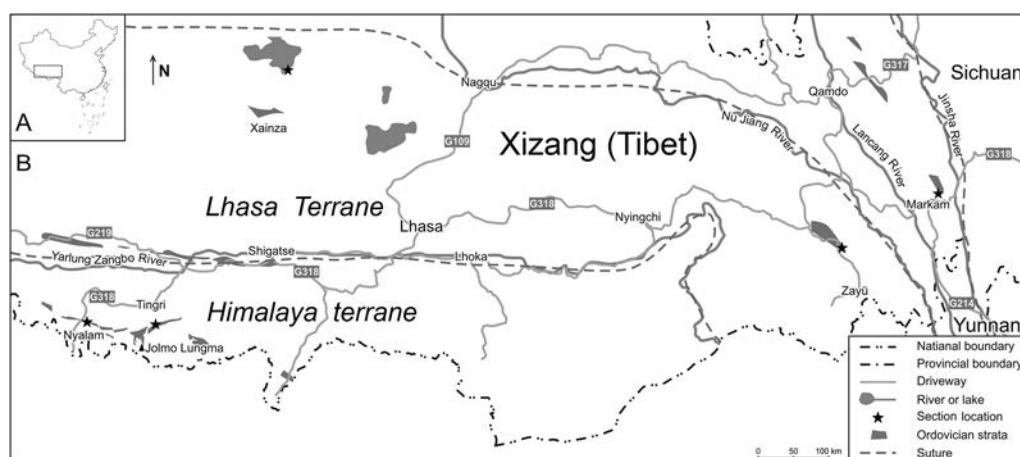 A
N
B
Xizang (Tibet)
Lhasa Terrane
Himalaya terrane
Sichuan
Yunnan
Nagqu
Qamdo
Xainza
Lhasa
Nyingchi
Markam
Shigatse
Lhoka
Zayü
Tingri
Nyalam
Jolmo Lungma
Nu Jiang River
Lancang River
Jinsha River
Yarlung Zangbo River
G317
G109
G318
G318
G219
G318
G318
G214
Natianal boundary
Provincial boundary
Driveway
River or lake
Section location
Ordovician strata
Suture
0 50 100 km